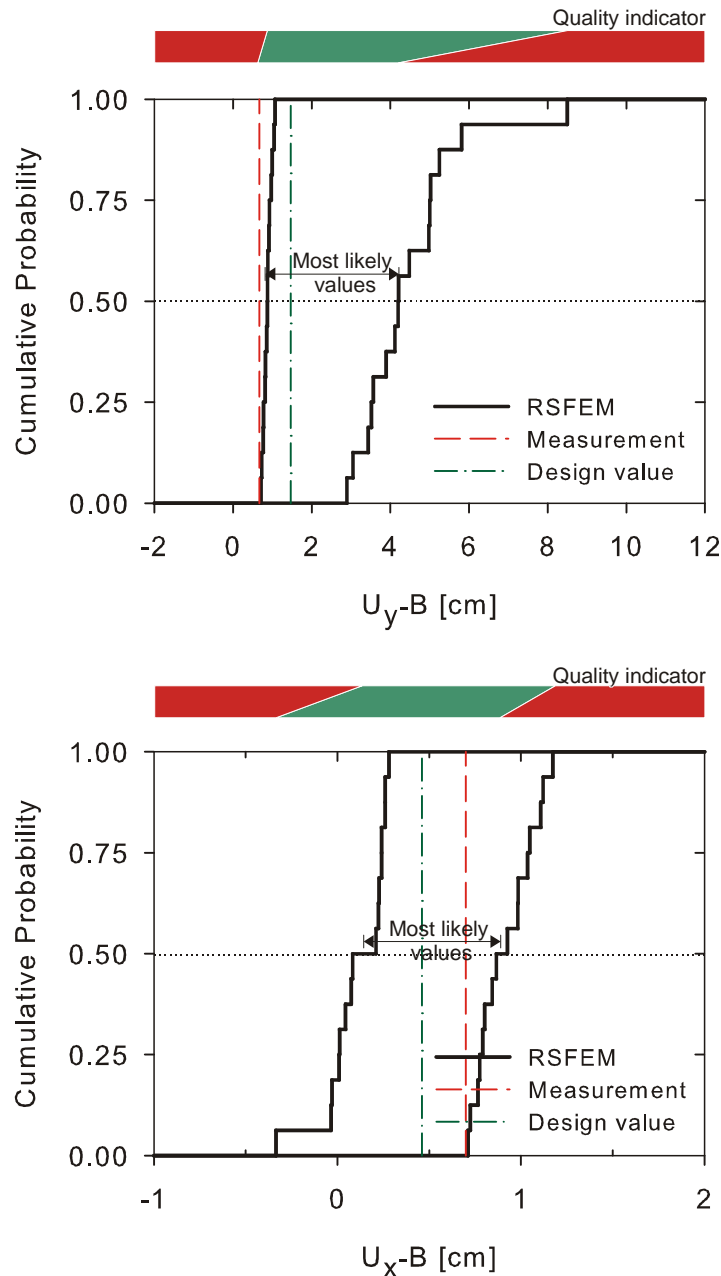 Quality indicator
1.00
0.75
0.50
0.25
0.00
Cumulative Probability
Most likely
values
RSFEM
Measurement
Design value
-2 0 2 4 6 8 10 12
Uy-B [cm]
Quality indicator
1.00
0.75
0.50
0.25
0.00
Cumulative Probability
Most likely
values
RSFEM
Measurement
Design value
-1 0 1 2
Ux-B [cm]